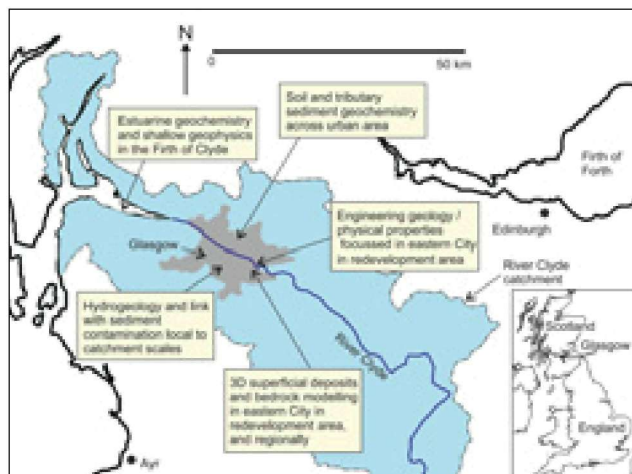 N
0
50 km
Soil and tributary
sediment geochemistry
across urban area
Estuarine geochemistry
and shallow geophysics
in the Firth of Clyde
Firth of
Forth
Engineering geology /
physical properties
focussed in eastern City
in redevelopment area
Edinburgh
Glasgow
River Clyde
catchment
Hydrogeology and link
with sediment
contamination local to
catchment scales
River Clyde
3D superficial deposits
and bedrock modelling
in eastern City in
redevelopment area,
and regionally
Ayr
Scotland
Glasgow
England